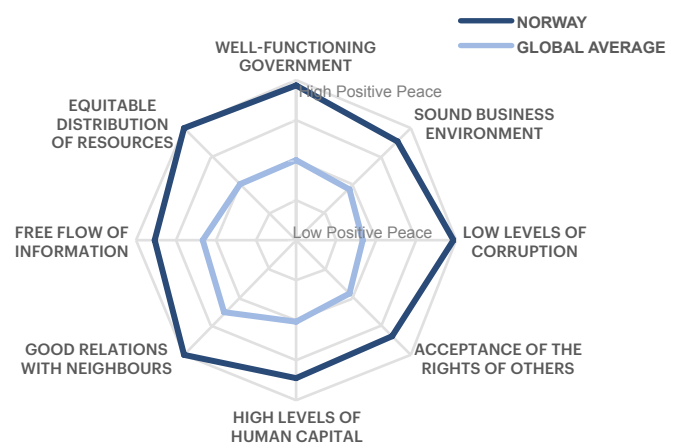 NORWAY
GLOBAL AVERAGE
WELL-FUNCTIONING
GOVERNMENT
High Positive Peace
SOUND BUSINESS
ENVIRONMENT
EQUITABLE
DISTRIBUTION
OF RESOURCES
FREE FLOW OF
INFORMATION
Low Positive Peace
LOW LEVELS OF
CORRUPTION
GOOD RELATIONS
WITH NEIGHBOURS
ACCEPTANCE OF THE
RIGHTS OF OTHERS
HIGH LEVELS OF
HUMAN CAPITAL